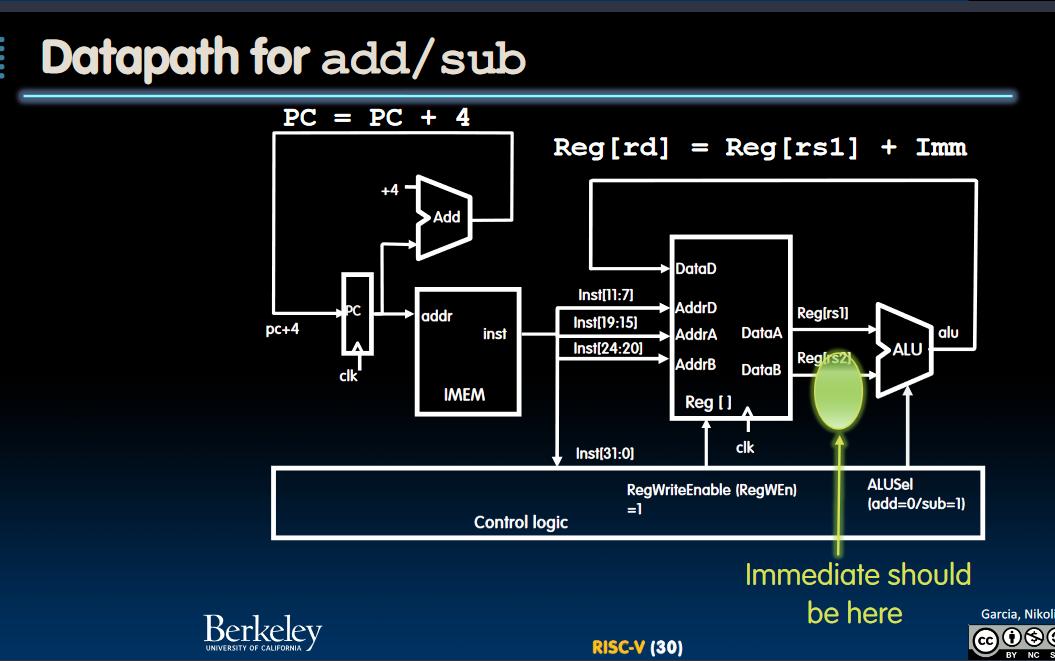 Datapath for add/sub
PC = PC + 4
Reg[rd] = Reg[rs1] + Imm
+4
Add
DataD
Inst[11:7]
AddrD
PC
addr
Inst[19:15]
AddrA
DataA
Reg[rs1]
alu
pc+4
inst
Inst[24:20]
AddrB
DataB
Reg[rs2]
ALU
clk
IMEM
Reg [ ]
clk
Inst[31:0]
RegWriteEnable (RegWEn)
=1
ALUSel
(add=0/sub=1)
Control logic
Immediate should
be here
Berkeley
UNIVERSITY OF CALIFORNIA
RISC-V (30)
Garcia, Nikoli
cc
BY NC S